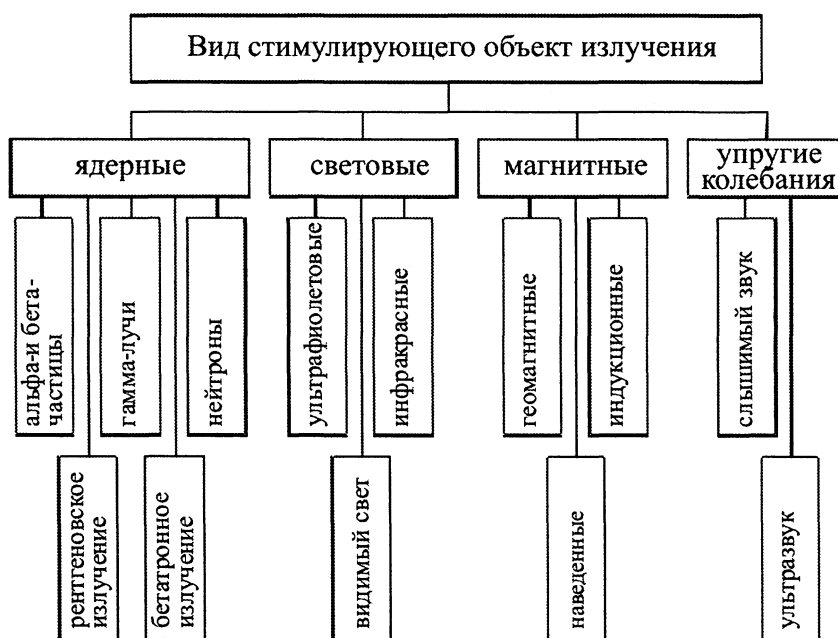 Вид стимулирующего объект излучения
ядерные
световые
магнитные
упругие
колебания
альфа-и бета-
частицы
гамма-лучи
нейтроны
ультрафиолетовые
инфракрасные
геомагнитные
индукционные
слышимый звук
рентгеновское
излучение
бетатронное
излучение
видимый свет
наведенные
ультразвук